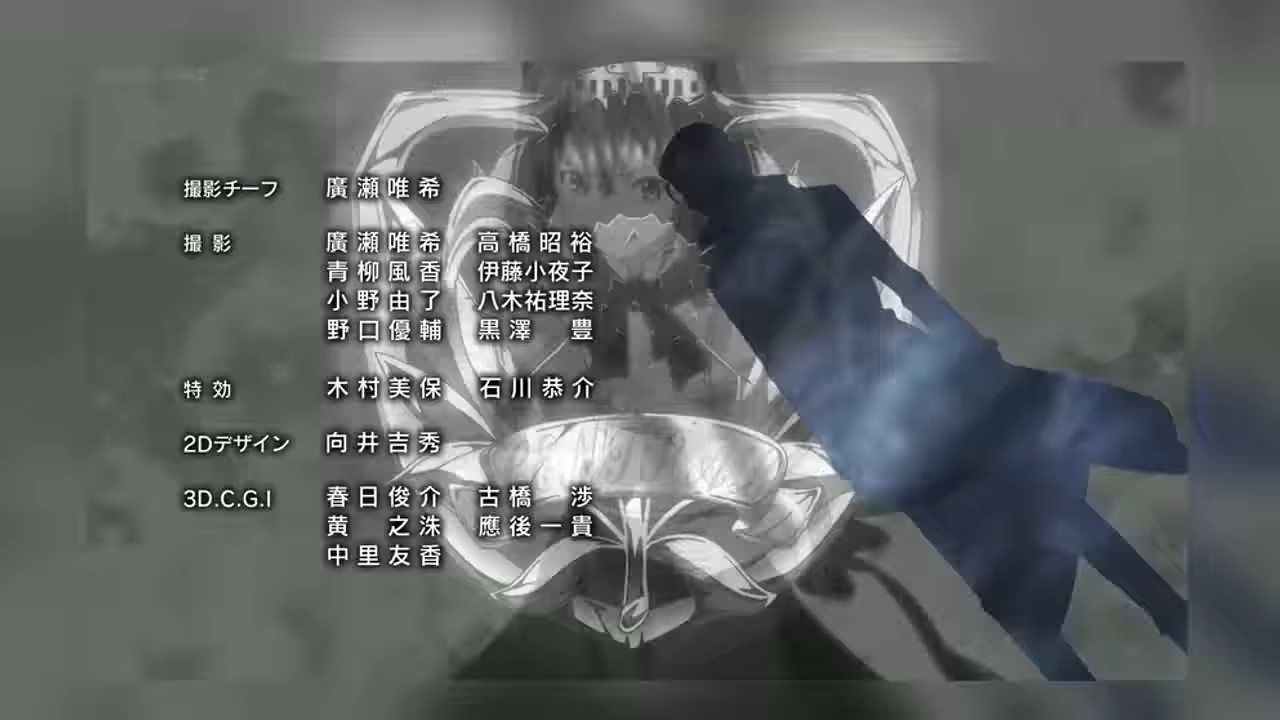 撮影チーフ 廣瀬唯希
撮影 廣瀬唯希 高橋昭裕
青柳風香 伊藤小夜子
小野由了 八木祐理奈
野口優輔 黒澤 豊
特効 木村美保 石川恭介
2Dデザイン 向井吉秀
3D.C.G.I 春日俊介 古橋 渉
黄 之洙 應後一貴
中里友香